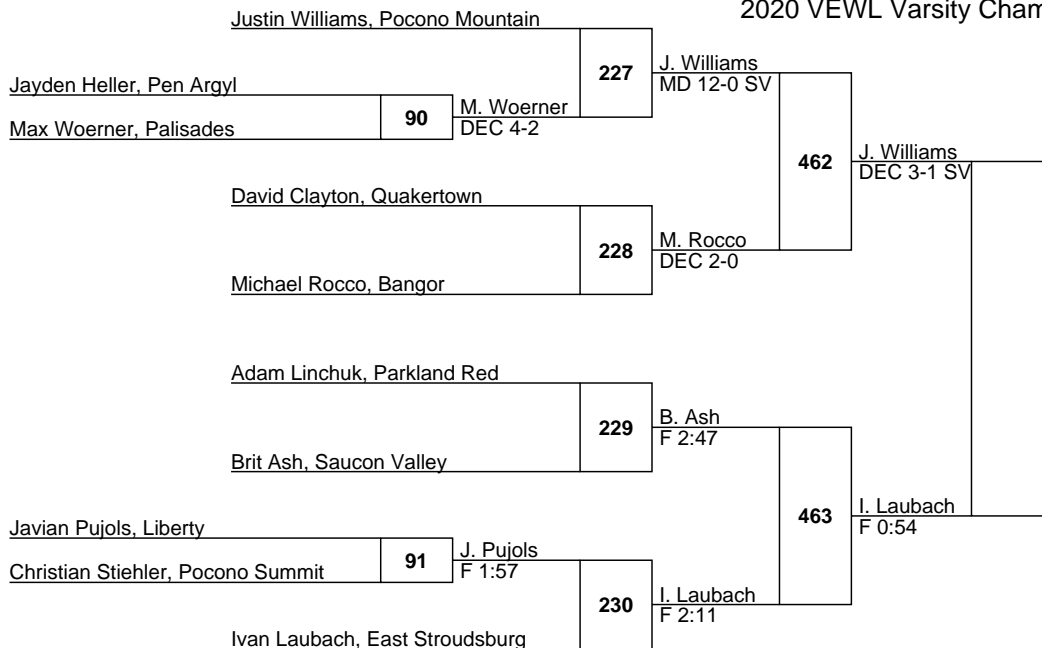 2020 VEWL Varsity Cham
Justin Williams, Pocono Mountain
227
J. Williams
MD 12-0 SV
Jayden Heller, Pen Argyl
90
M. Woerner
DEC 4-2
Max Woerner, Palisades
462
J. Williams
DEC 3-1 SV
David Clayton, Quakertown
228
M. Rocco
DEC 2-0
Michael Rocco, Bangor
Adam Linchuk, Parkland Red
229
B. Ash
F 2:47
Brit Ash, Saucon Valley
463
I. Laubach
F 0:54
Javian Pujols, Liberty
91
J. Pujols
F 1:57
Christian Stiehler, Pocono Summit
230
I. Laubach
F 2:11
Ivan Laubach, East Stroudsburg